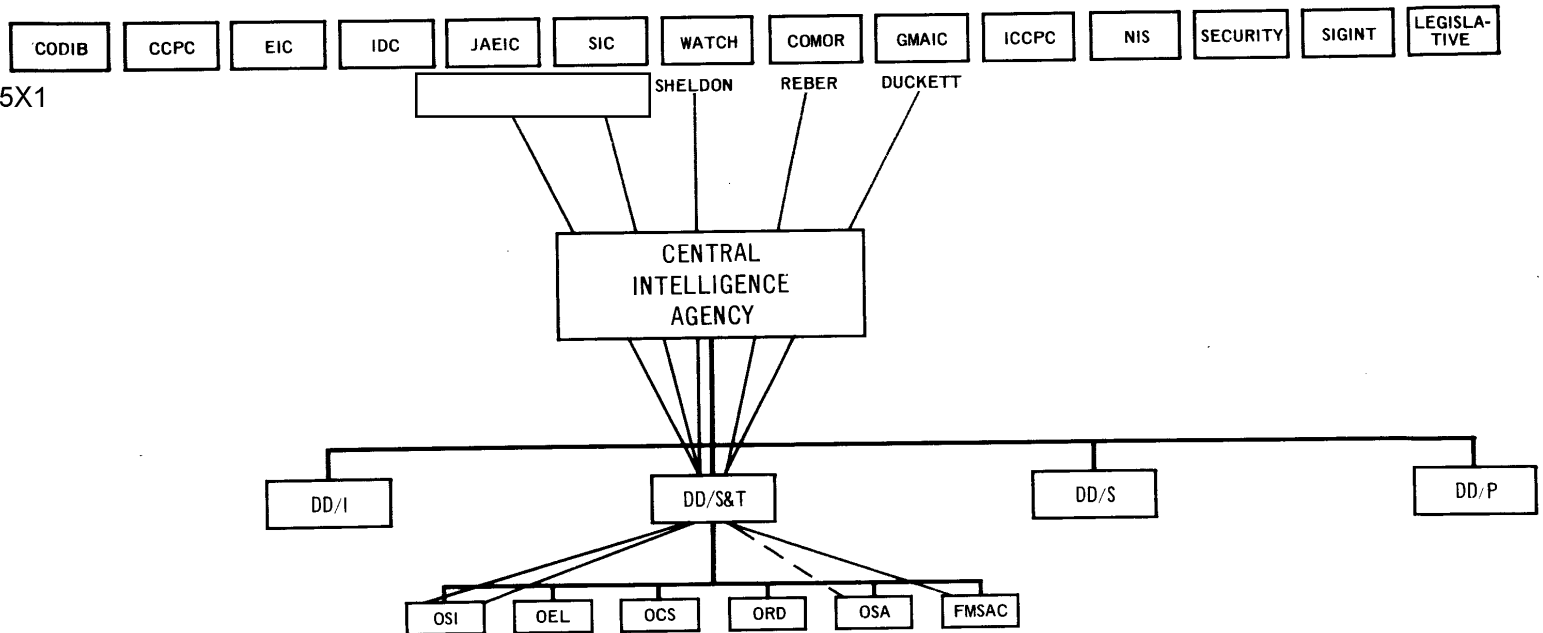 CODIB
CCPC
EIC
IDC
JAEIC
SIC
WATCH
COMOR
GMAIC
ICCPC
NIS
SECURITY
SIGINT
LEGISLA-
TIVE
5X1
SHELDON
REBER
DUCKETT
CENTRAL
INTELLIGENCE
AGENCY
DD/I
DD/S&T
DD/S
DD/P
OSI
OEL
OCS
ORD
OSA
FMSAC